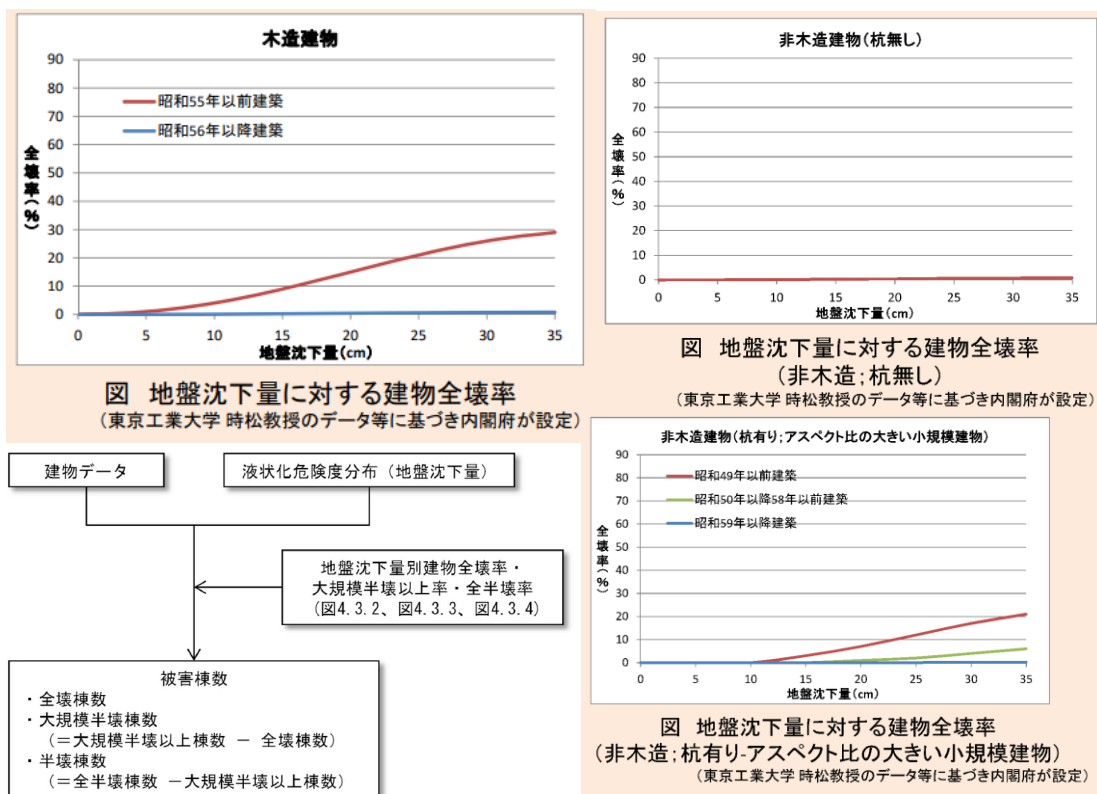 木造建物
90
80
70
60
50
40
30
20
10
0
昭和55年以前建築
昭和56年以降建築
全壊率(%)
0 5 10 15 20 25 30 35
地盤沈下量(cm)
図 地盤沈下量に対する建物全壊率
(東京工業大学 時松教授のデータ等に基づき内閣府が設定)
非木造建物(杭無し)
90
80
70
60
50
40
30
20
10
0
全壊率(%)
0 5 10 15 20 25 30 35
地盤沈下量(cm)
図 地盤沈下量に対する建物全壊率
(非木造;杭無し)
(東京工業大学 時松教授のデータ等に基づき内閣府が設定)
建物データ
液状化危険度分布(地盤沈下量)
地盤沈下量別建物全壊率・
大規模半壊以上率・全半壊率
(図4.3.2、図4.3.3、図4.3.4)
被害棟数
・全壊棟数
・大規模半壊棟数
(=大規模半壊以上棟数 - 全壊棟数)
・半壊棟数
(=全半壊棟数 -大規模半壊以上棟数)
非木造建物(杭有り;アスペクト比の大きい小規模建物)
90
80
70
60
50
40
30
20
10
0
昭和49年以前建築
昭和50年以降58年以前建築
昭和59年以降建築
全壊率(%)
0 5 10 15 20 25 30 35
地盤沈下量(cm)
図 地盤沈下量に対する建物全壊率
(非木造;杭有り-アスペクト比の大きい小規模建物)
(東京工業大学 時松教授のデータ等に基づき内閣府が設定)